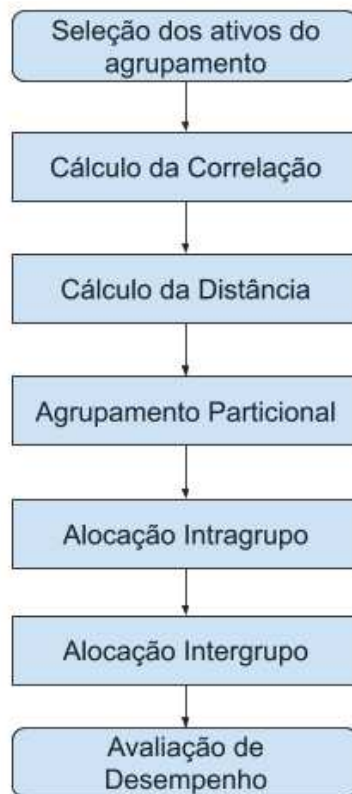 Seleção dos ativos do
agrupamento
Cálculo da Correlação
Cálculo da Distância
Agrupamento Particional
Alocação Intragrupo
Alocação Intergrupo
Avaliação de
Desempenho